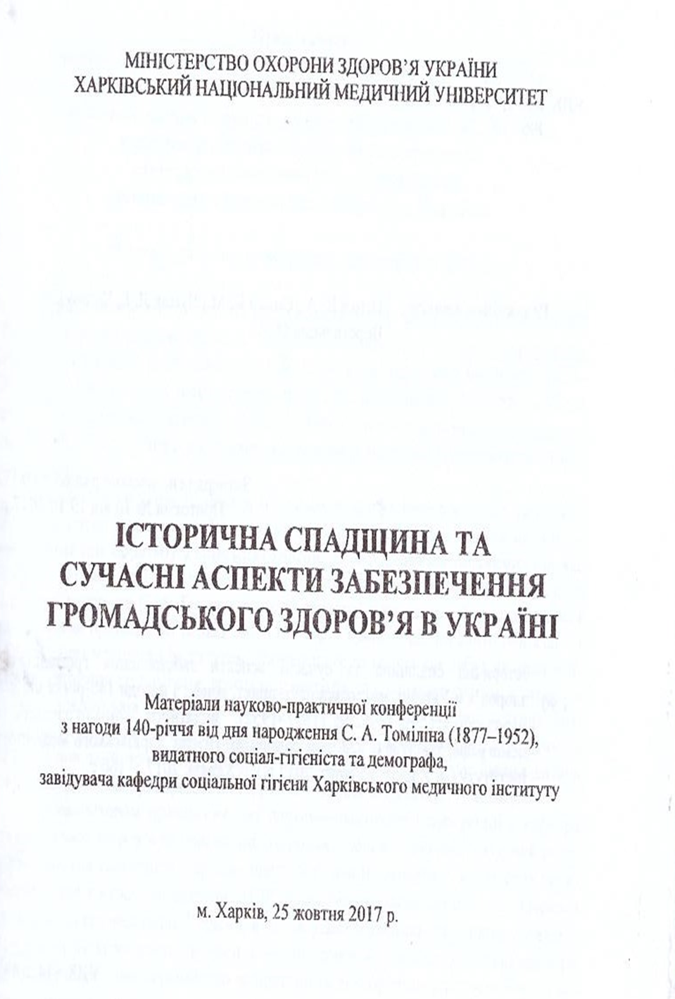 МІНІСТЕРСТВО ОХОРОНИ ЗДОРОВ'Я УКРАЇНИ
ХАРКІВСЬКИЙ НАЦІОНАЛЬНИЙ МЕДИЧНИЙ УНІВЕРСИТЕТ
ІСТОРИЧНА СПАДЩИНА ТА
СУЧАСНІ АСПЕКТИ ЗАБЕЗПЕЧЕННЯ
ГРОМАДСЬКОГО ЗДОРОВ'Я В УКРАЇНІ
Матеріали науково-практичної конференції
з нагоди 140-річчя від дня народження С. А. Томіліна (1877–1952),
видатного соціал-гігієніста та демографа,
завідувача кафедри соціальної гігієни Харківського медичного інституту
м. Харків, 25 жовтня 2017 р.